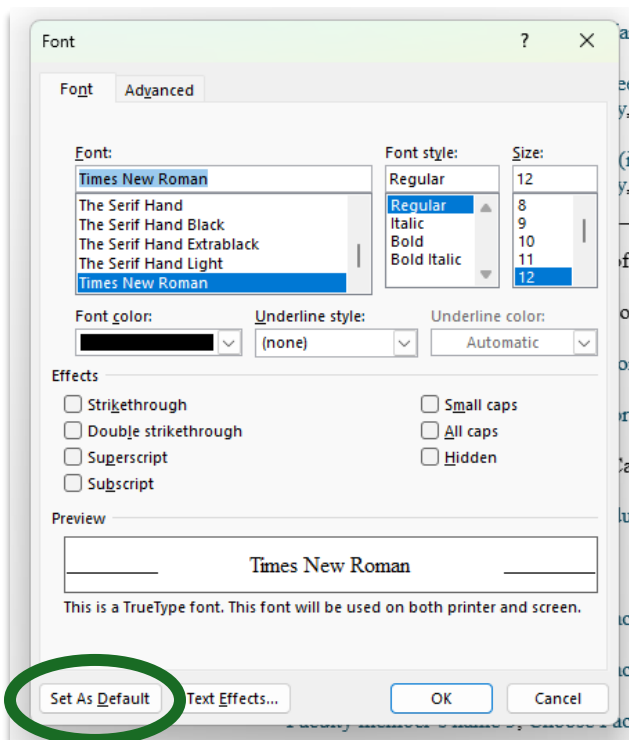 Font ?
Font Advanced
Font: Font style: Size:
Times New Roman Regular 12
The Serif Hand Regular 8
The Serif Hand Black Italic 9
The Serif Hand Extrablack Bold 10
The Serif Hand Light Bold Italic 11
Times New Roman 12
Font color: Underline style: Underline color:
(none) Automatic
Effects
Strikethrough Small caps
Double strikethrough All caps
Superscript Hidden
Subscript
Preview
Times New Roman
This is a TrueType font. This font will be used on both printer and screen.
Set As Default Text Effects... OK Cancel